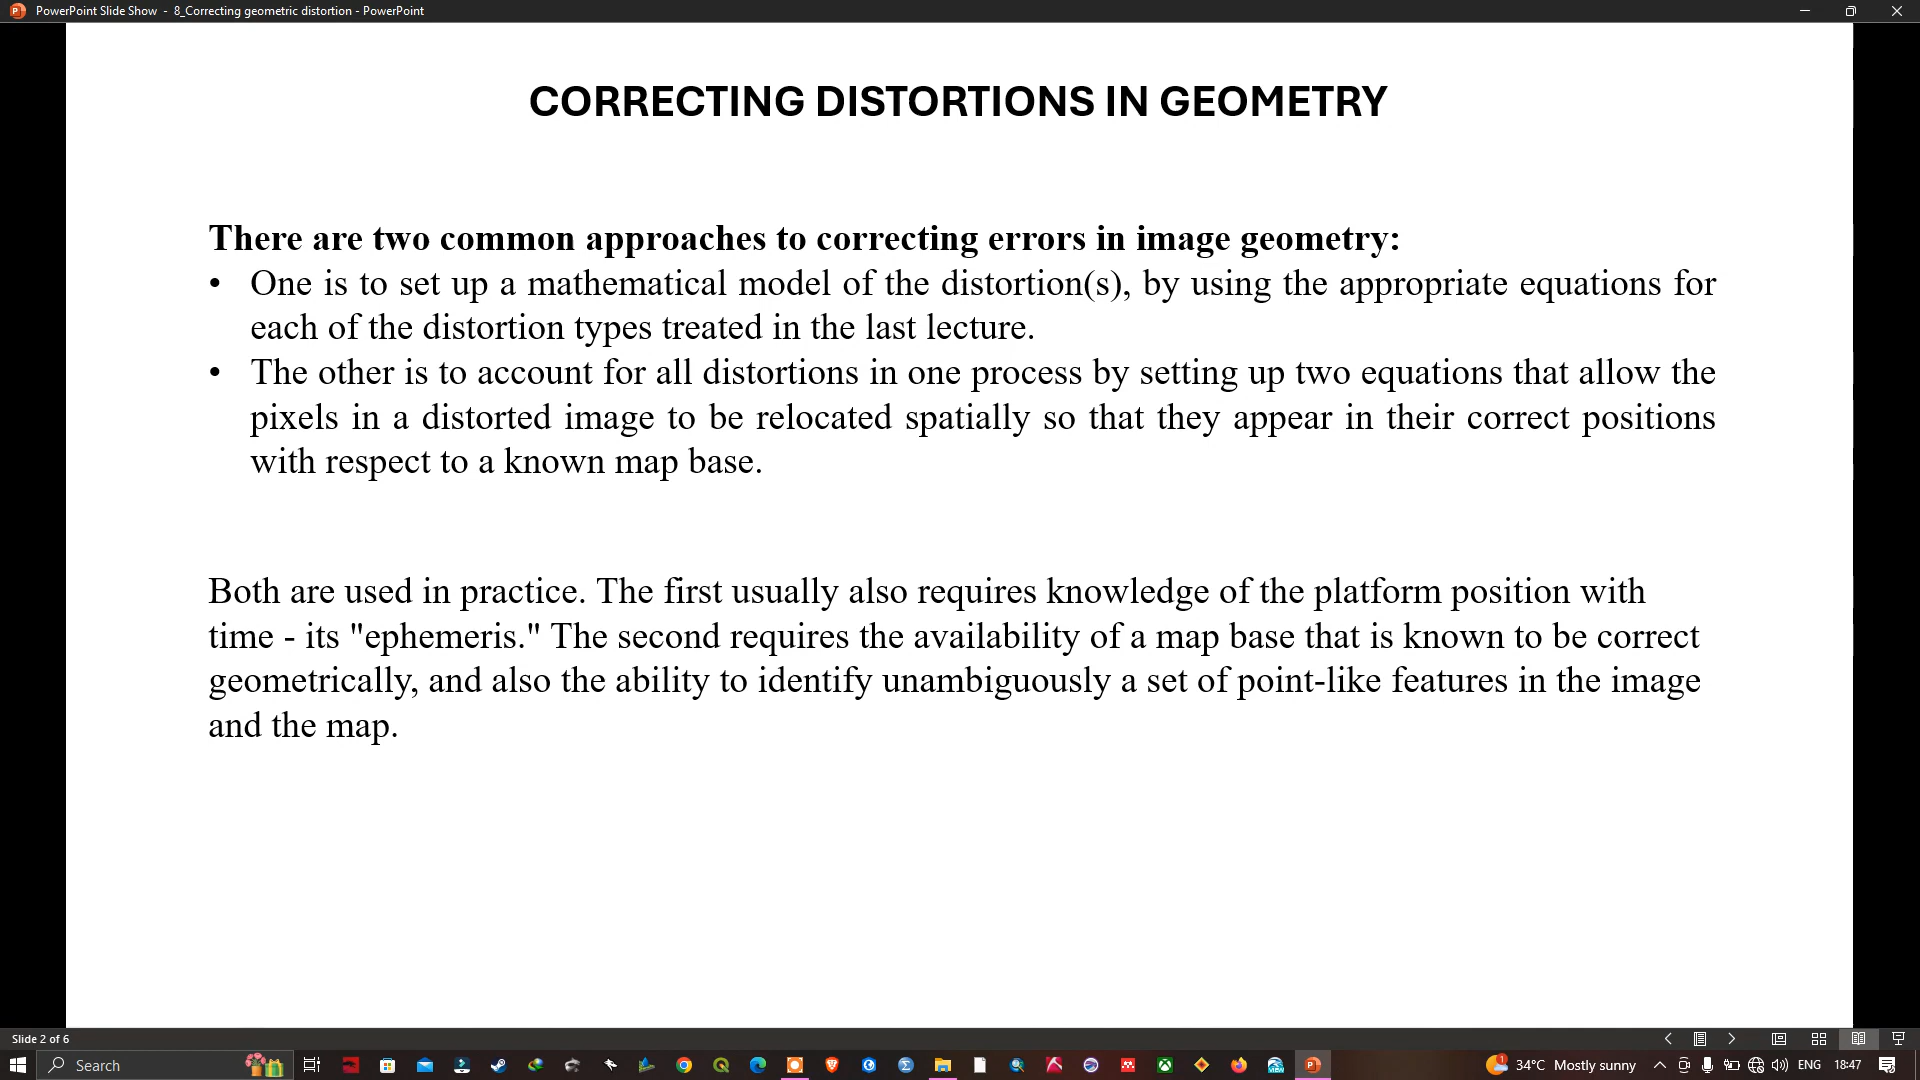 PowerPoint Slide Show - 8_Correcting geometric distortion - PowerPoint
CORRECTING DISTORTIONS IN GEOMETRY
There are two common approaches to correcting errors in image geometry:
• One is to set up a mathematical model of the distortion(s), by using the appropriate equations for
each of the distortion types treated in the last lecture.
• The other is to account for all distortions in one process by setting up two equations that allow the
pixels in a distorted image to be relocated spatially so that they appear in their correct positions
with respect to a known map base.
Both are used in practice. The first usually also requires knowledge of the platform position with
time - its "ephemeris." The second requires the availability of a map base that is known to be correct
geometrically, and also the ability to identify unambiguously a set of point-like features in the image
and the map.
Slide 2 of 6
Search
1
34°C Mostly sunny
ENG
18:47